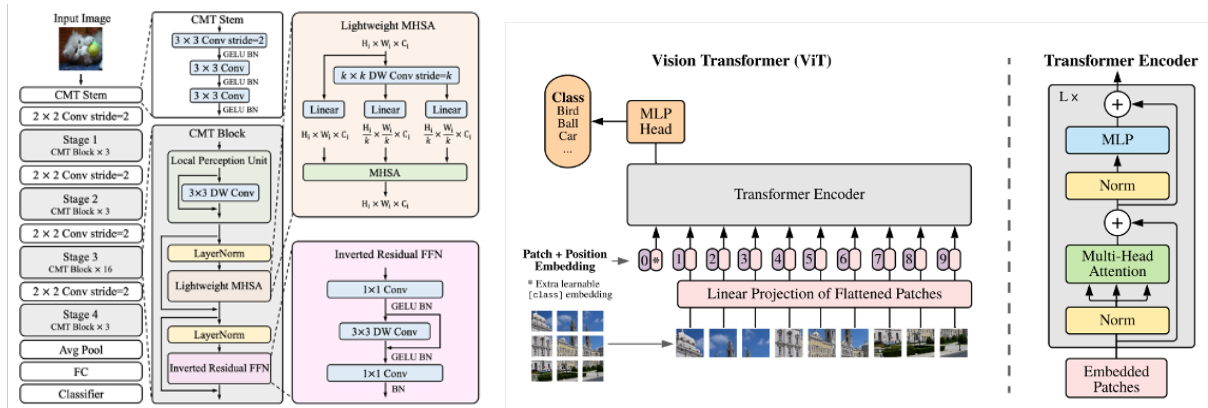 Input Image
CMT Stem
2 × 2 Conv stride=2
Stage 1
CMT Block × 3
2 × 2 Conv stride=2
Stage 2
CMT Block × 3
2 × 2 Conv stride=2
Stage 3
CMT Block × 16
2 × 2 Conv stride=2
Stage 4
CMT Block × 3
Avg Pool
FC
Classifier
CMT Stem
3 × 3 Conv stride=2
GELU BN
3 × 3 Conv
GELU BN
3 × 3 Conv
GELU BN
CMT Block
Local Perception Unit
3×3 DW Conv
LayerNorm
Lightweight MHSA
LayerNorm
Inverted Residual FFN
Lightweight MHSA
Hᵢ × Wᵢ × Cᵢ
k × k DW Conv stride=k
Linear Linear Linear
Hᵢ × Wᵢ × Cᵢ Hᵢ/k × Wᵢ/k × Cᵢ Hᵢ/k × Wᵢ/k × Cᵢ
MHSA
Hᵢ × Wᵢ × Cᵢ
Inverted Residual FFN
1×1 Conv
GELU BN
3×3 DW Conv
GELU BN
1×1 Conv
BN
Vision Transformer (ViT)
Class
Bird
Ball
Car
...
MLP
Head
Transformer Encoder
Patch + Position
Embedding
0 * 1 2 3 4 5 6 7 8 9
* Extra learnable
[class] embedding
Linear Projection of Flattened Patches
Transformer Encoder
L ×
+
MLP
Norm
+
Multi-Head
Attention
Norm
Embedded
Patches